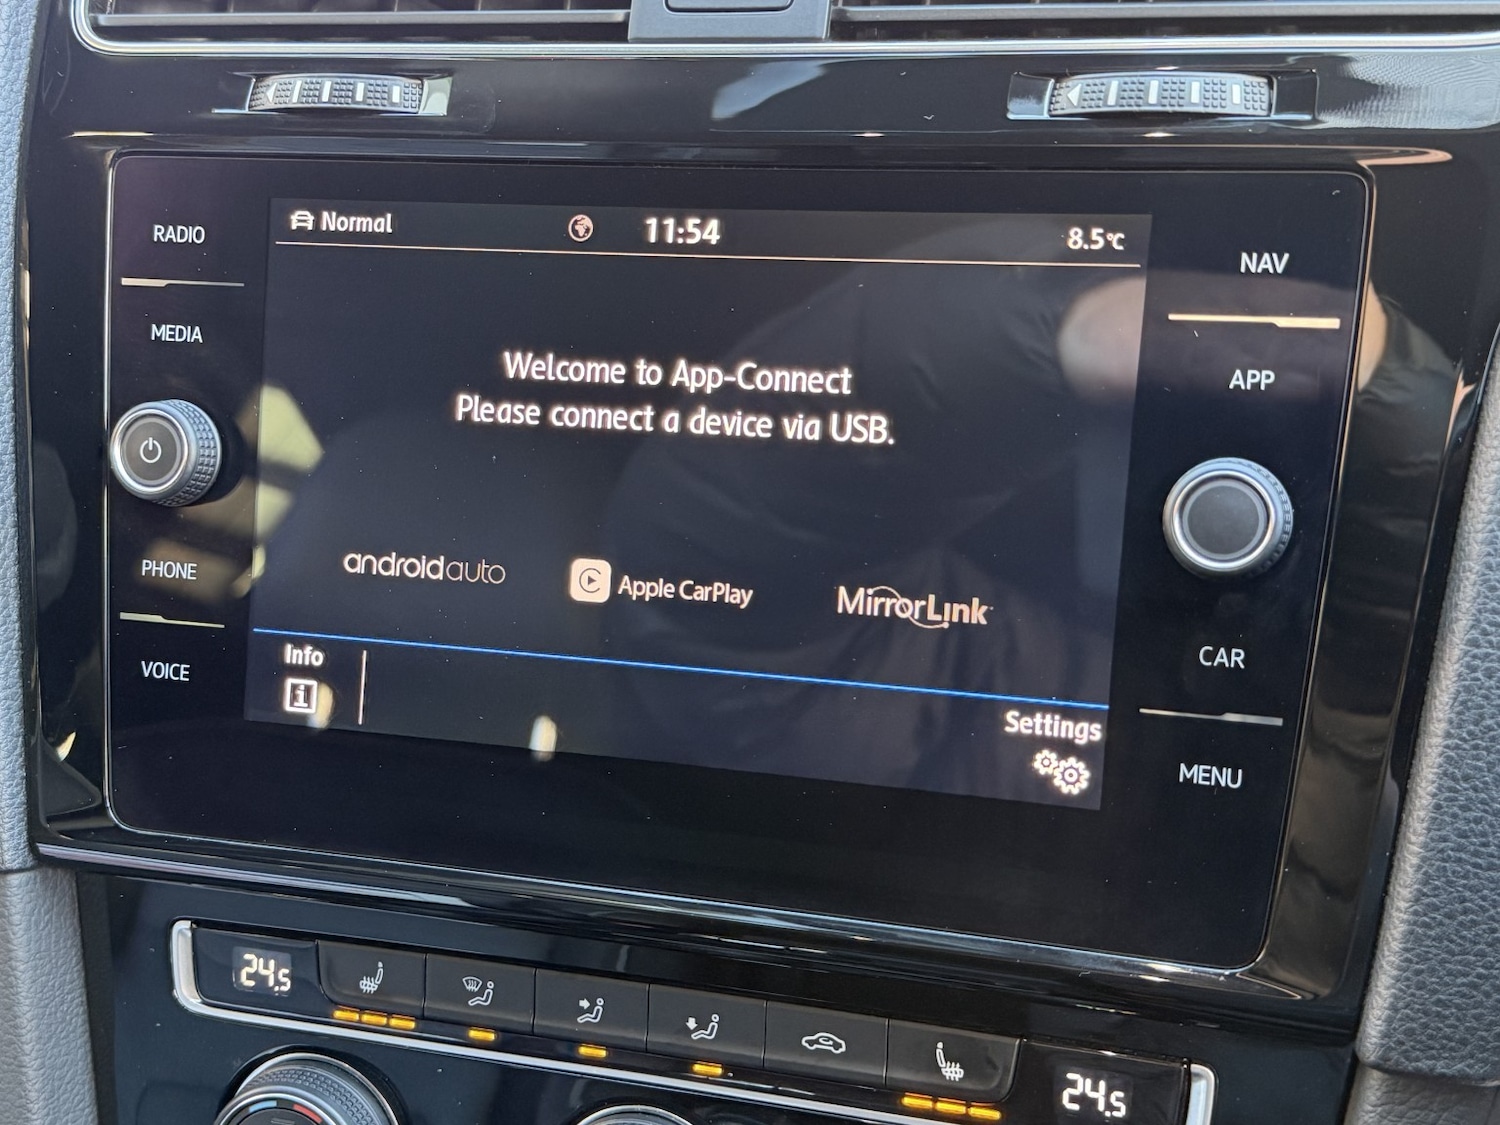 RADIO
MEDIA
PHONE
VOICE
Normal
11:54
8.5°C
Welcome to App-Connect
Please connect a device via USB.
androidauto
Apple CarPlay
MirrorLink
Info
i
Settings
NAV
APP
CAR
MENU
24.5
24.5